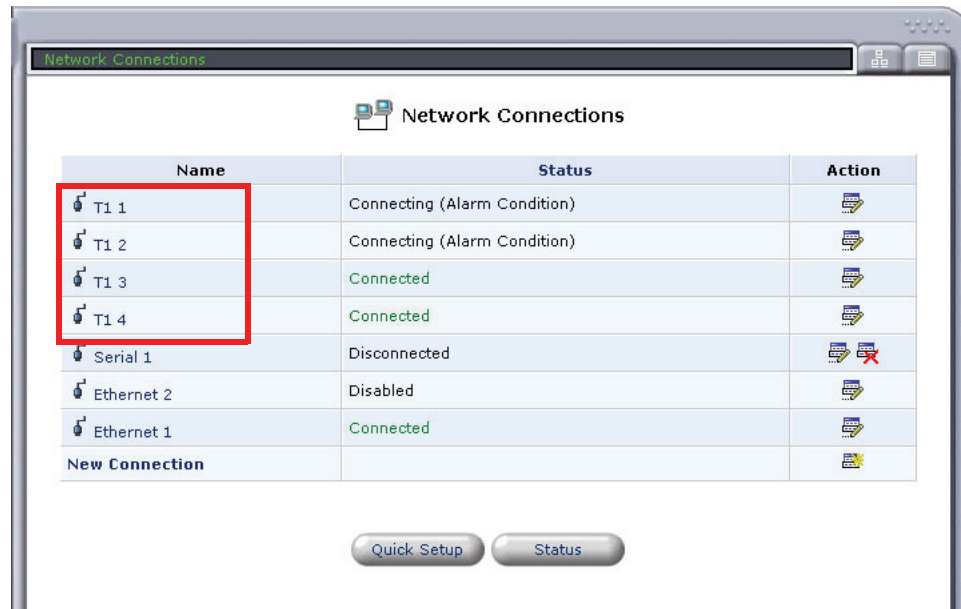 Network Connections
Network Connections
Name Status Action
T1 1 Connecting (Alarm Condition)
T1 2 Connecting (Alarm Condition)
T1 3 Connected
T1 4 Connected
Serial 1 Disconnected
Ethernet 2 Disabled
Ethernet 1 Connected
New Connection
Quick Setup Status